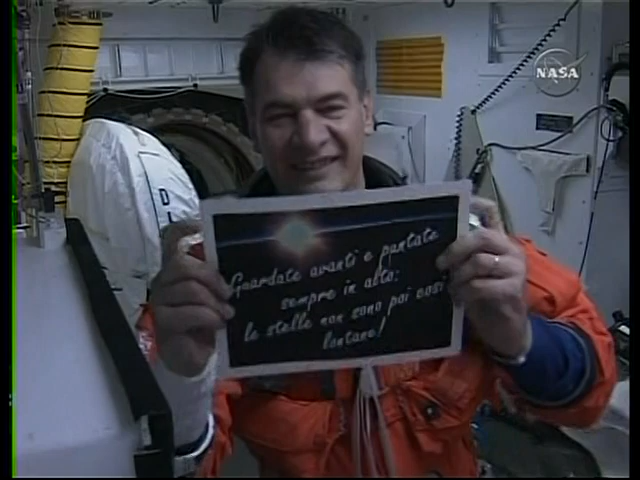 NASA
Guardate avanti e puntate
sempre in alto:
le stelle non sono poi così
lontane!